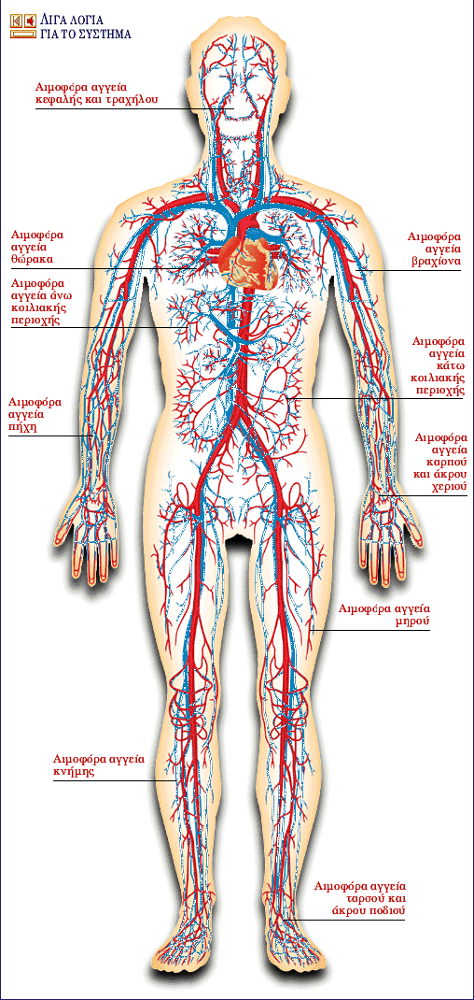 ΛΙΓΑ ΛΟΓΙΑ
ΓΙΑ ΤΟ ΣΥΣΤΗΜΑ
Αιμοφόρα αγγεία
κεφαλής και τραχήλου
Αιμοφόρα
αγγεία
θώρακα
Αιμοφόρα
αγγεία
βραχίονα
Αιμοφόρα
αγγεία άνω
κοιλιακής
περιοχής
Αιμοφόρα
αγγεία
κάτω
κοιλιακής
περιοχής
Αιμοφόρα
αγγεία
πήχη
Αιμοφόρα
αγγεία
καρπού
και άκρου
χεριού
Αιμοφόρα αγγεία
μηρού
Αιμοφόρα αγγεία
κνήμης
Αιμοφόρα αγγεία
ταρσού και
άκρου ποδιού